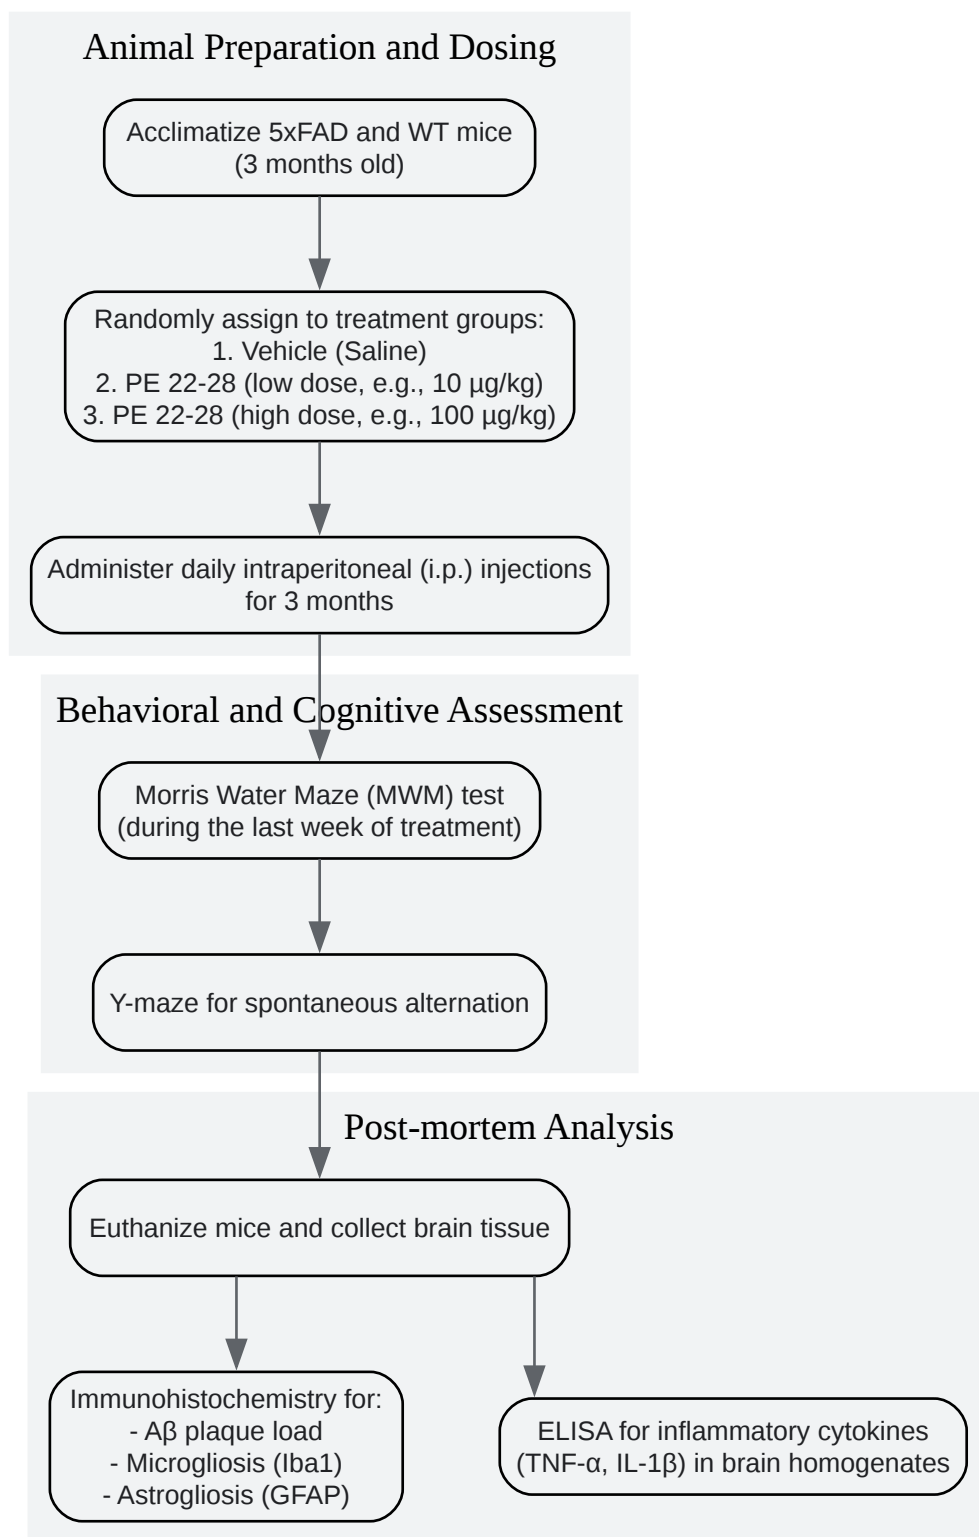 Animal Preparation and Dosing
Acclimatize 5xFAD and WT mice
(3 months old)
Randomly assign to treatment groups:
1. Vehicle (Saline)
2. PE 22-28 (low dose, e.g., 10 µg/kg)
3. PE 22-28 (high dose, e.g., 100 µg/kg)
Administer daily intraperitoneal (i.p.) injections
for 3 months
Behavioral and Cognitive Assessment
Morris Water Maze (MWM) test
(during the last week of treatment)
Y-maze for spontaneous alternation
Post-mortem Analysis
Euthanize mice and collect brain tissue
Immunohistochemistry for:
- Aβ plaque load
- Microgliosis (Iba1)
- Astrogliosis (GFAP)
ELISA for inflammatory cytokines
(TNF-α, IL-1β) in brain homogenates